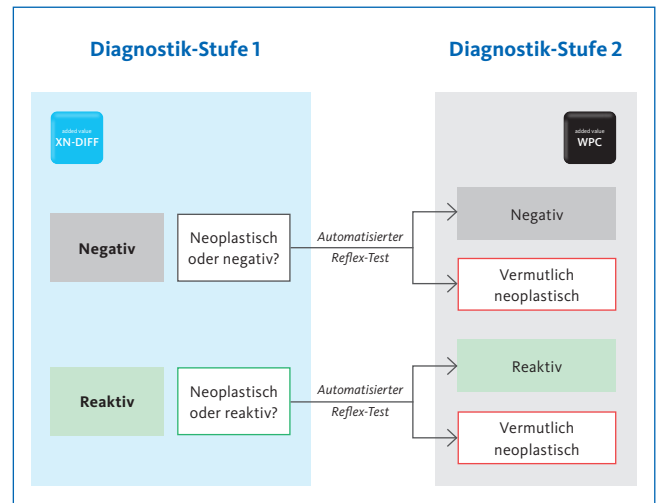 Diagnostik-Stufe 1
Diagnostik-Stufe 2
added value
XN-DIFF
added value
WPC
Negativ
Neoplastisch
oder negativ?
Automatisierter
Reflex-Test
Negativ
Vermutlich
neoplastisch
Reaktiv
Neoplastisch
oder reaktiv?
Automatisierter
Reflex-Test
Reaktiv
Vermutlich
neoplastisch